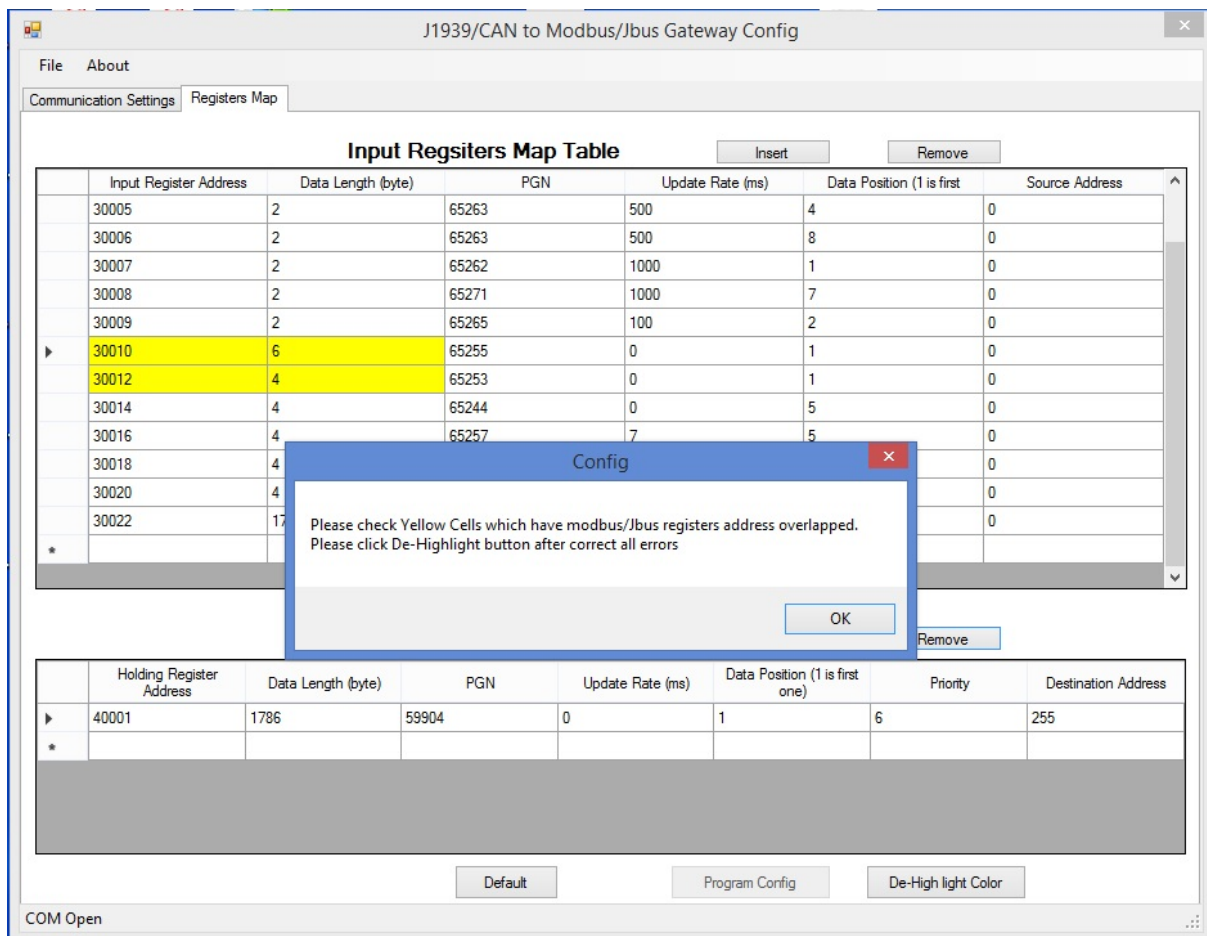 J1939/CAN to Modbus/Jbus Gateway Config
File About
Communication Settings Registers Map
Input Regsiters Map Table Insert Remove
Input Register Address Data Length (byte) PGN Update Rate (ms) Data Position (1 is first Source Address
30005 2 65263 500 4 0
30006 2 65263 500 8 0
30007 2 65262 1000 1 0
30008 2 65271 1000 7 0
30009 2 65265 100 2 0
30010 6 65255 0 1 0
30012 4 65253 0 1 0
30014 4 65244 0 5 0
30016 4 65257 7 5 0
30018 4 0
30020 4 0
30022 17 0
Config
Please check Yellow Cells which have modbus/Jbus registers address overlapped.
Please click De-Highlight button after correct all errors
OK
Remove
Holding Register Address Data Length (byte) PGN Update Rate (ms) Data Position (1 is first one) Priority Destination Address
40001 1786 59904 0 1 6 255
Default Program Config De-High light Color
COM Open